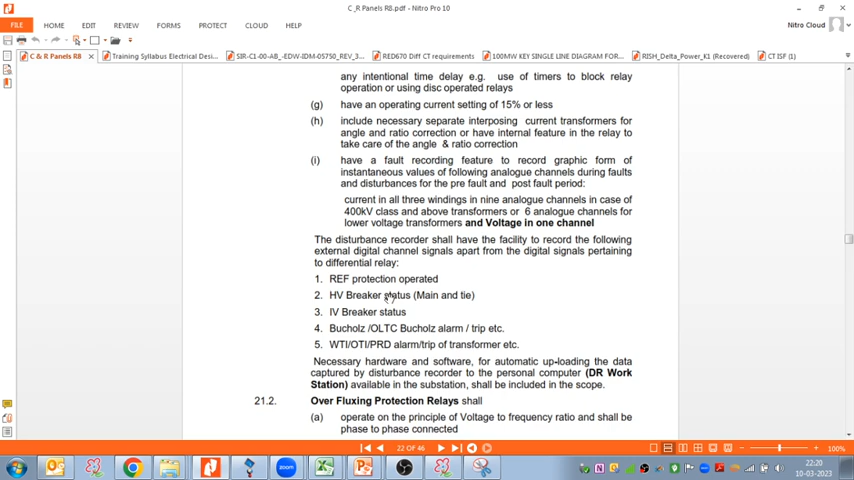 C_R Panels R8.pdf - Nitro Pro 10
FILE HOME EDIT REVIEW FORMS PROTECT CLOUD HELP Nitro Cloud
C & R Panels R8 Training Syllabus Electrical Desi... SIR-C1-00-AB_-EDW-IDM-05750_REV_3... RED670 Diff CT requirements 100MW KEY SINGLE LINE DIAGRAM FOR... RISH_Delta_Power_K1 (Recovered) CT ISF (1)
any intentional time delay e.g. use of timers to block relay
operation or using disc operated relays
(g) have an operating current setting of 15% or less
(h) include necessary separate interposing current transformers for
angle and ratio correction or have internal feature in the relay to
take care of the angle & ratio correction
(i) have a fault recording feature to record graphic form of
instantaneous values of following analogue channels during faults
and disturbances for the pre fault and post fault period:
current in all three windings in nine analogue channels in case of
400kV class and above transformers or 6 analogue channels for
lower voltage transformers and Voltage in one channel
The disturbance recorder shall have the facility to record the following
external digital channel signals apart from the digital signals pertaining
to differential relay:
1. REF protection operated
2. HV Breaker status (Main and tie)
3. IV Breaker status
4. Bucholz /OLTC Bucholz alarm / trip etc.
5. WTI/OTI/PRD alarm/trip of transformer etc.
Necessary hardware and software, for automatic up-loading the data
captured by disturbance recorder to the personal computer (DR Work
Station) available in the substation, shall be included in the scope.
21.2. Over Fluxing Protection Relays shall
(a) operate on the principle of Voltage to frequency ratio and shall be
phase to phase connected
22 OF 46 100%
22:20
10-03-2023